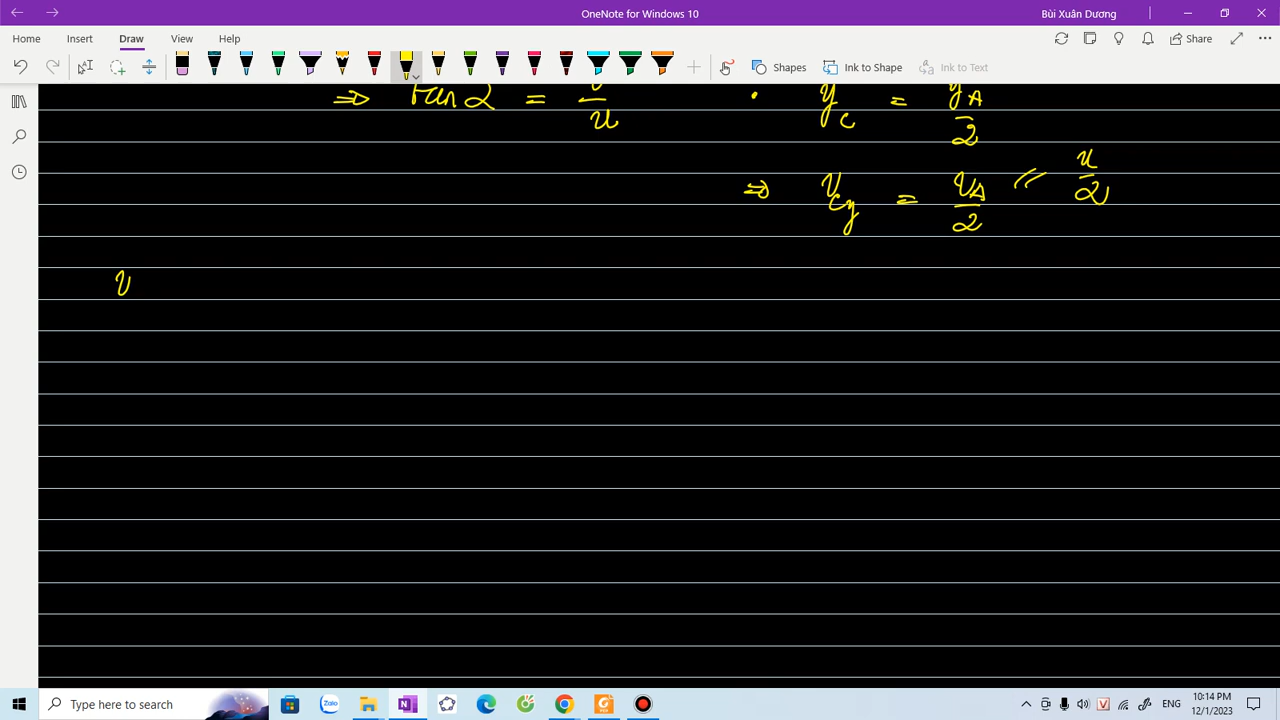 OneNote for Windows 10
Bùi Xuân Dương
Home Insert Draw View Help
Share
Shapes
Ink to Shape
Ink to Text
⇒ tan α = /u
• y_C = y_A/2
⇒ v_Cy = v_A/2 = u/2
v
Type here to search
Zalo
ENG
10:14 PM
12/1/2023